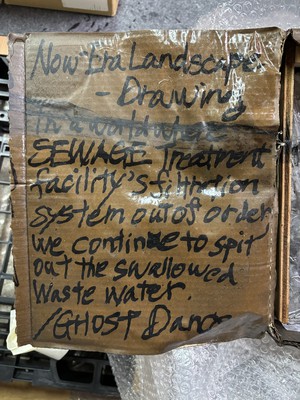 New Era Landscape
- Drawing
In a world where
SEWAGE Treatment
facility's filtration
system out of order
we continue to spit
out the swallowed
waste water.
/GHOST Dance